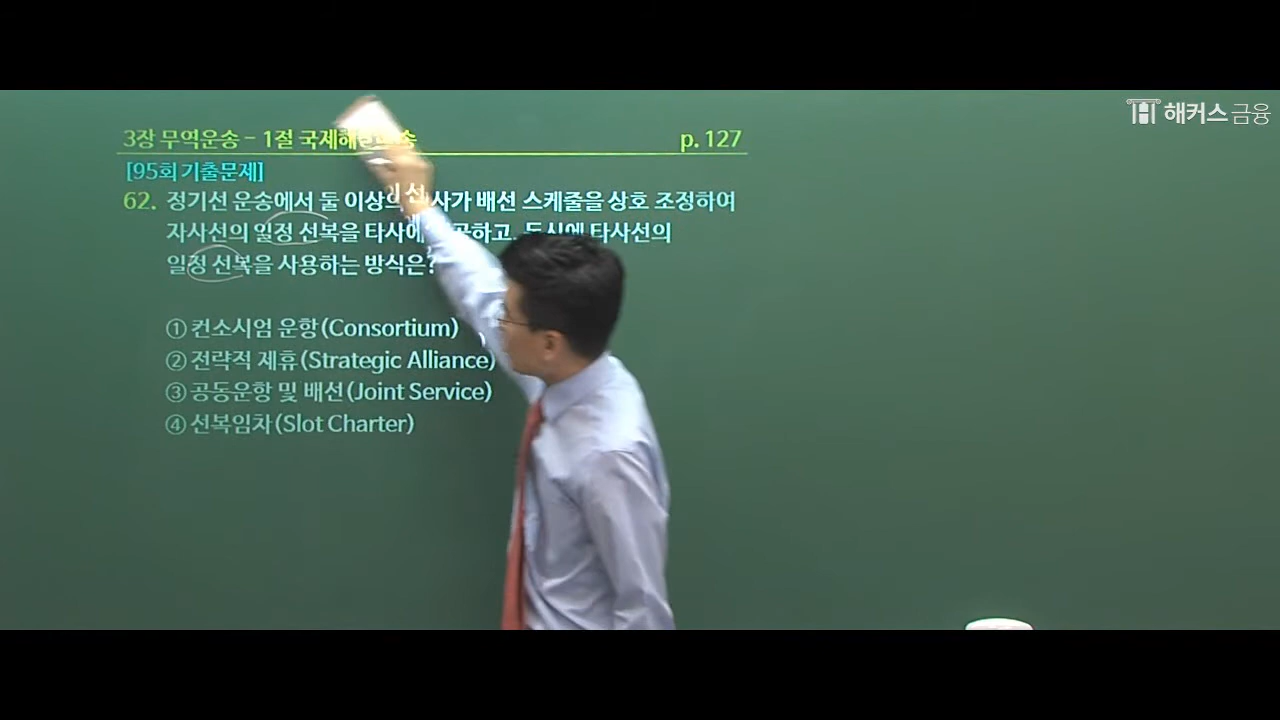 해커스 금융
3장 무역운송 - 1절 국제해
p. 127
[95회 기출문제]
62. 정기선 운송에서 둘 이상의 선사가 배선 스케줄을 상호 조정하여
자사선의 일정 선복을 타사에 하고, 동시에 타사선의
일정 선복을 사용하는 방식은?
① 컨소시엄 운항(Consortium)
② 전략적 제휴(Strategic Alliance)
③ 공동운항 및 배선(Joint Service)
④ 선복임차(Slot Charter)